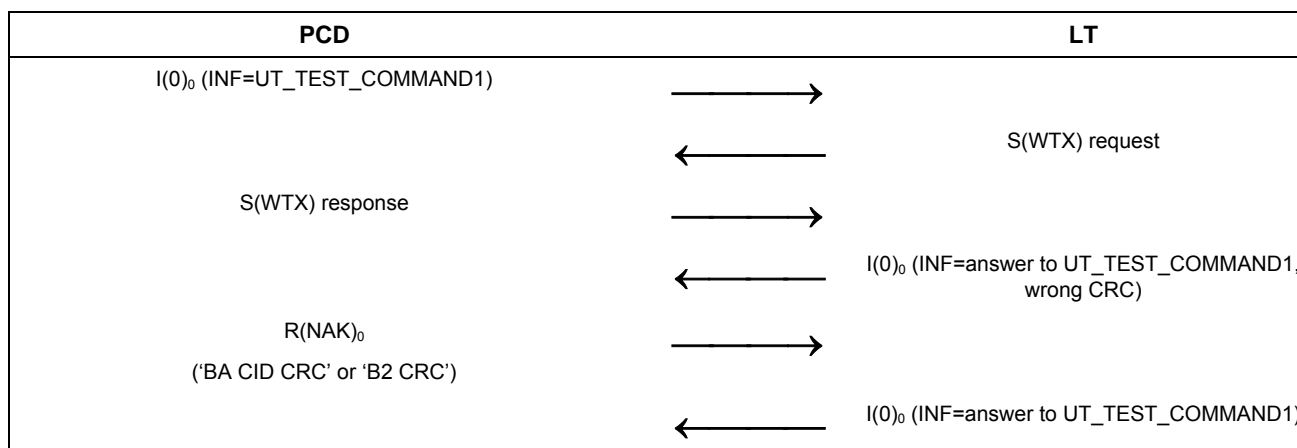 PCD LT
I(0)₀ (INF=UT_TEST_COMMAND1)
S(WTX) request
S(WTX) response
I(0)₀ (INF=answer to UT_TEST_COMMAND1,
wrong CRC)
R(NAK)₀
(‘BA CID CRC’ or ‘B2 CRC’)
I(0)₀ (INF=answer to UT_TEST_COMMAND1)